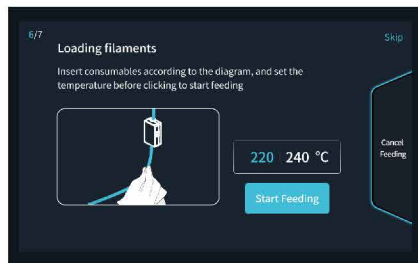 6/7
Skip
Loading filaments
Insert consumables according to the diagram, and set the
temperature before clicking to start feeding
220 240 °C
Cancel
Feeding
Start Feeding